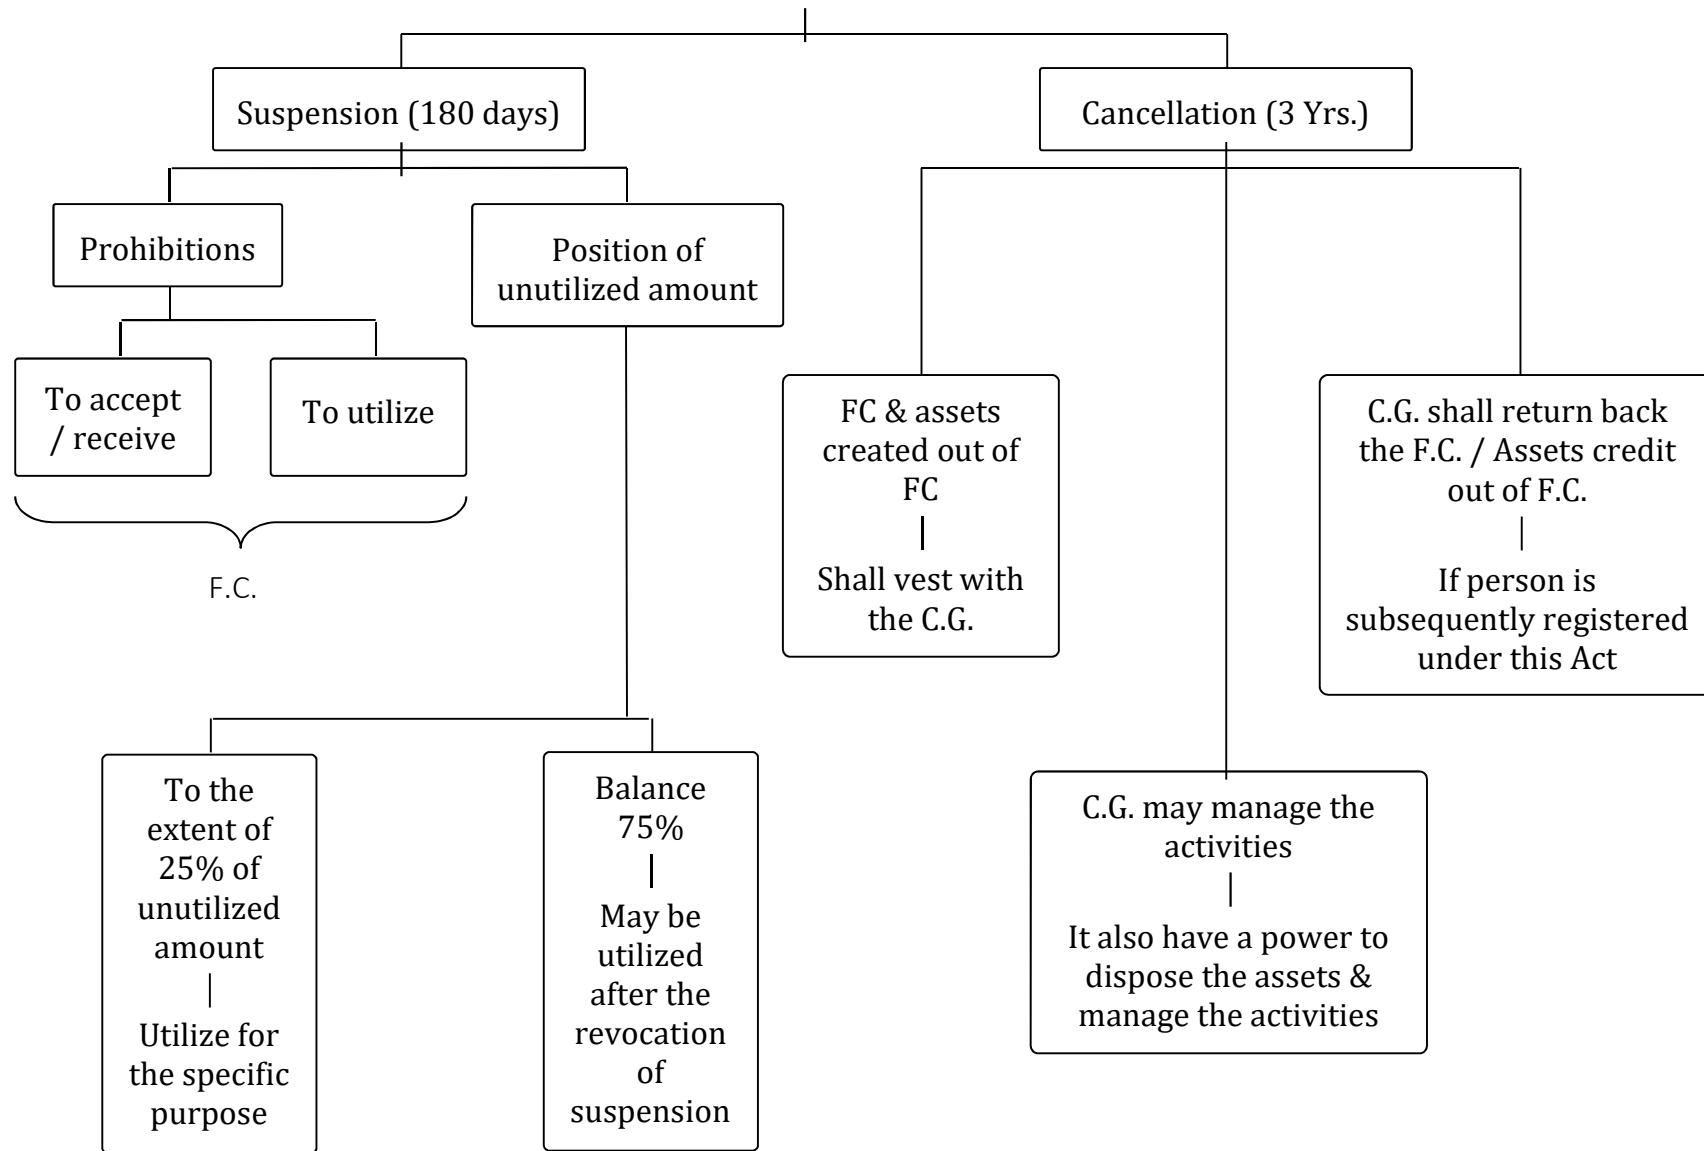 Suspension (180 days)
Cancellation (3 Yrs.)
Prohibitions
Position of
unutilized amount
To accept
/ receive
To utilize
F.C.
FC & assets
created out of
FC
Shall vest with
the C.G.
C.G. shall return back
the F.C. / Assets credit
out of F.C.
If person is
subsequently registered
under this Act
To the
extent of
25% of
unutilized
amount
Utilize for
the specific
purpose
Balance
75%
May be
utilized
after the
revocation
of
suspension
C.G. may manage the
activities
It also have a power to
dispose the assets &
manage the activities